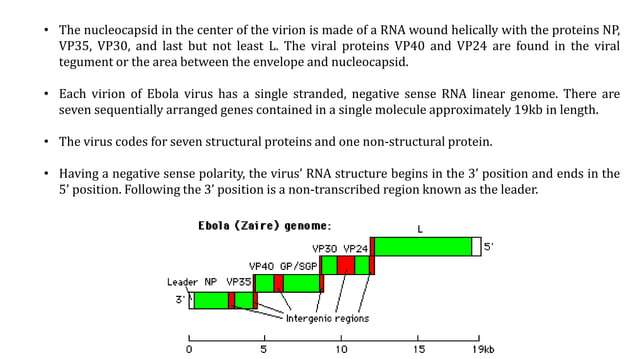 • The nucleocapsid in the center of the virion is made of a RNA wound helically with the proteins NP,
VP35, VP30, and last but not least L. The viral proteins VP40 and VP24 are found in the viral
tegument or the area between the envelope and nucleocapsid.
• Each virion of Ebola virus has a single stranded, negative sense RNA linear genome. There are
seven sequentially arranged genes contained in a single molecule approximately 19kb in length.
• The virus codes for seven structural proteins and one non-structural protein.
• Having a negative sense polarity, the virus’ RNA structure begins in the 3’ position and ends in the
5’ position. Following the 3’ position is a non-transcribed region known as the leader.
Ebola (Zaire) genome:
L
VP30 VP24
5'
VP40 GP/SGP
Leader NP VP35
3'
Intergenic regions
0 5 10 15 19kb